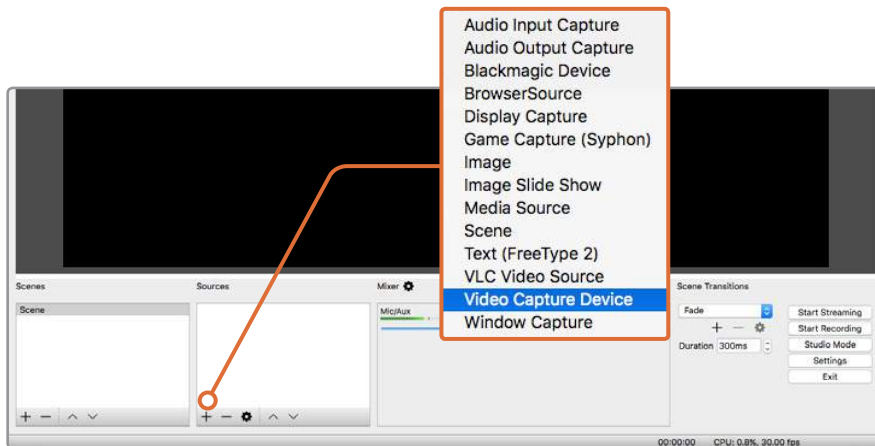 Audio Input Capture
Audio Output Capture
Blackmagic Device
BrowserSource
Display Capture
Game Capture (Syphon)
Image
Image Slide Show
Media Source
Scene
Text (FreeType 2)
VLC Video Source
Video Capture Device
Window Capture
Scenes
Scene
Sources
Mixer
Mic/Aux
Scene Transitions
Fade
Duration 300ms
Start Streaming
Start Recording
Studio Mode
Settings
Exit
00:00:00 CPU: 0.8%, 30.00 fps